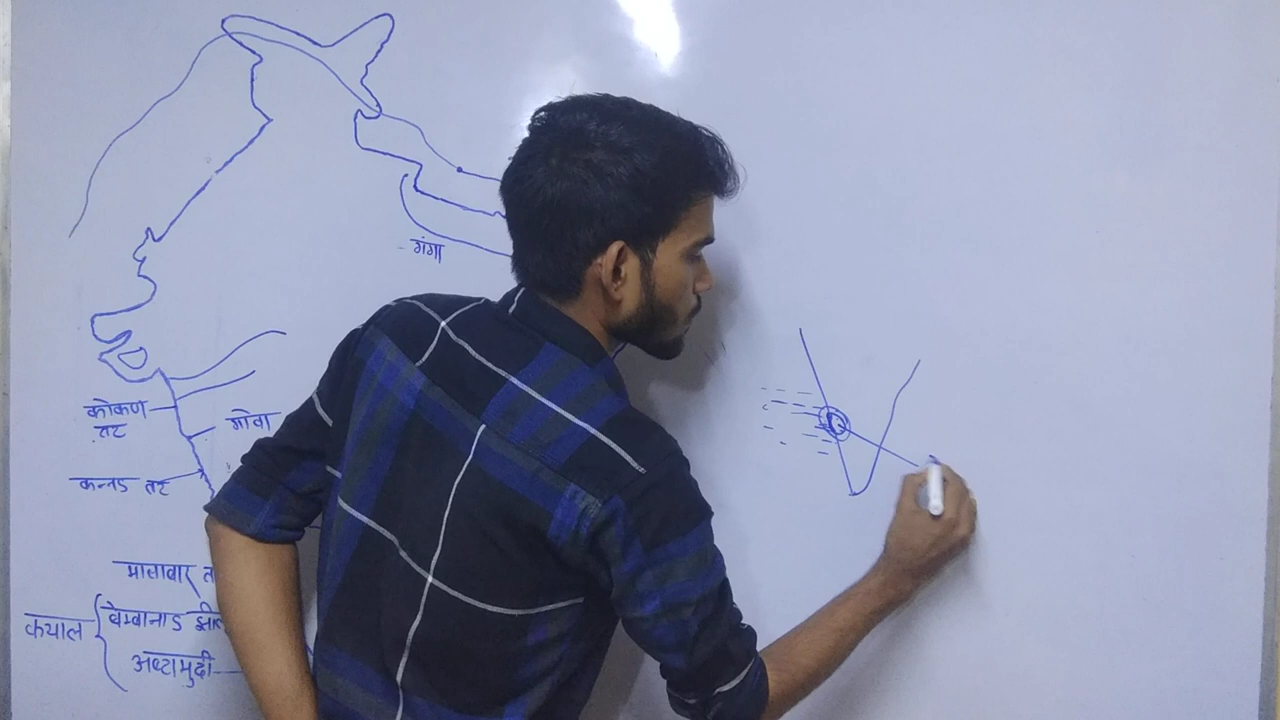 गंगा
कोकण
तट
गोवा
कन्नड तट
मालाबार त
कयाल
वेम्बानाड झील
अष्टामुदी